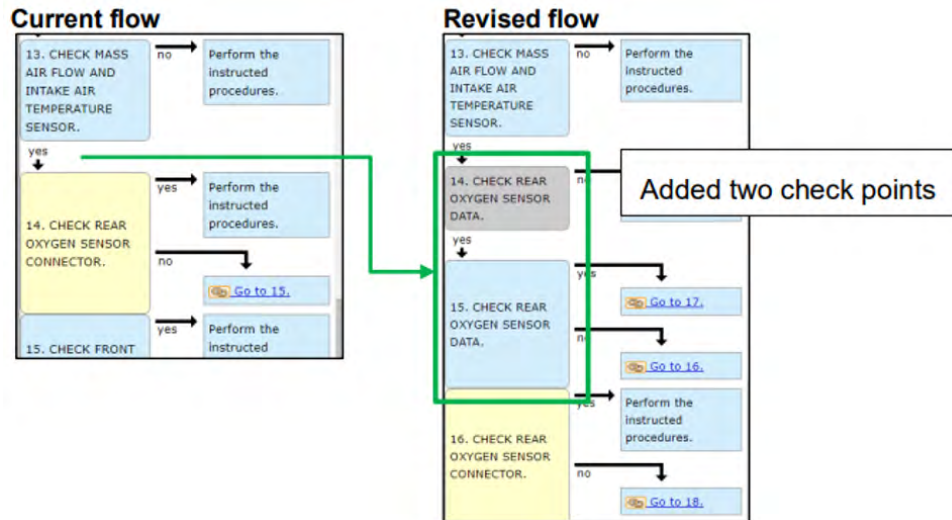 Current flow
13. CHECK MASS
AIR FLOW AND
INTAKE AIR
TEMPERATURE
SENSOR.
no
Perform the
instructed
procedures.
yes
14. CHECK REAR
OXYGEN SENSOR
CONNECTOR.
yes
Perform the
instructed
procedures.
no
Go to 15.
15. CHECK FRONT
yes
Perform the
instructed
Revised flow
13. CHECK MASS
AIR FLOW AND
INTAKE AIR
TEMPERATURE
SENSOR.
no
Perform the
instructed
procedures.
yes
14. CHECK REAR
OXYGEN SENSOR
DATA.
no
Added two check points
yes
15. CHECK REAR
OXYGEN SENSOR
DATA.
yes
Go to 17.
no
Go to 16.
16. CHECK REAR
OXYGEN SENSOR
CONNECTOR.
yes
Perform the
instructed
procedures.
no
Go to 18.